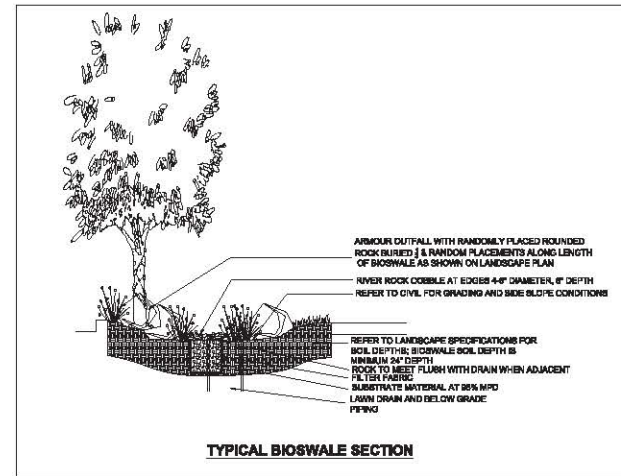 ARMOUR OUTFALL WITH RANDOMLY PLACED ROUNDED
ROCK BURIED & RANDOM PLACEMENTS ALONG LENGTH
OF BIOSWALE AS SHOWN ON LANDSCAPE PLAN
RIVER ROCK COBBLE AT EDGES 4-6" DIAMETER, 6" DEPTH
REFER TO CIVIL FOR GRADING AND SIDE SLOPE CONDITIONS
REFER TO LANDSCAPE SPECIFICATIONS FOR
SOIL DEPTHS; BIOSWALE SOIL DEPTH IS
MINIMUM 24" DEPTH
ROCK TO MEET FLUSH WITH DRAIN WHEN ADJACENT
FILTER FABRIC
SUBSTRATE MATERIAL AT 95% MPD
LAWN DRAIN AND BELOW GRADE
PIPING
TYPICAL BIOSWALE SECTION